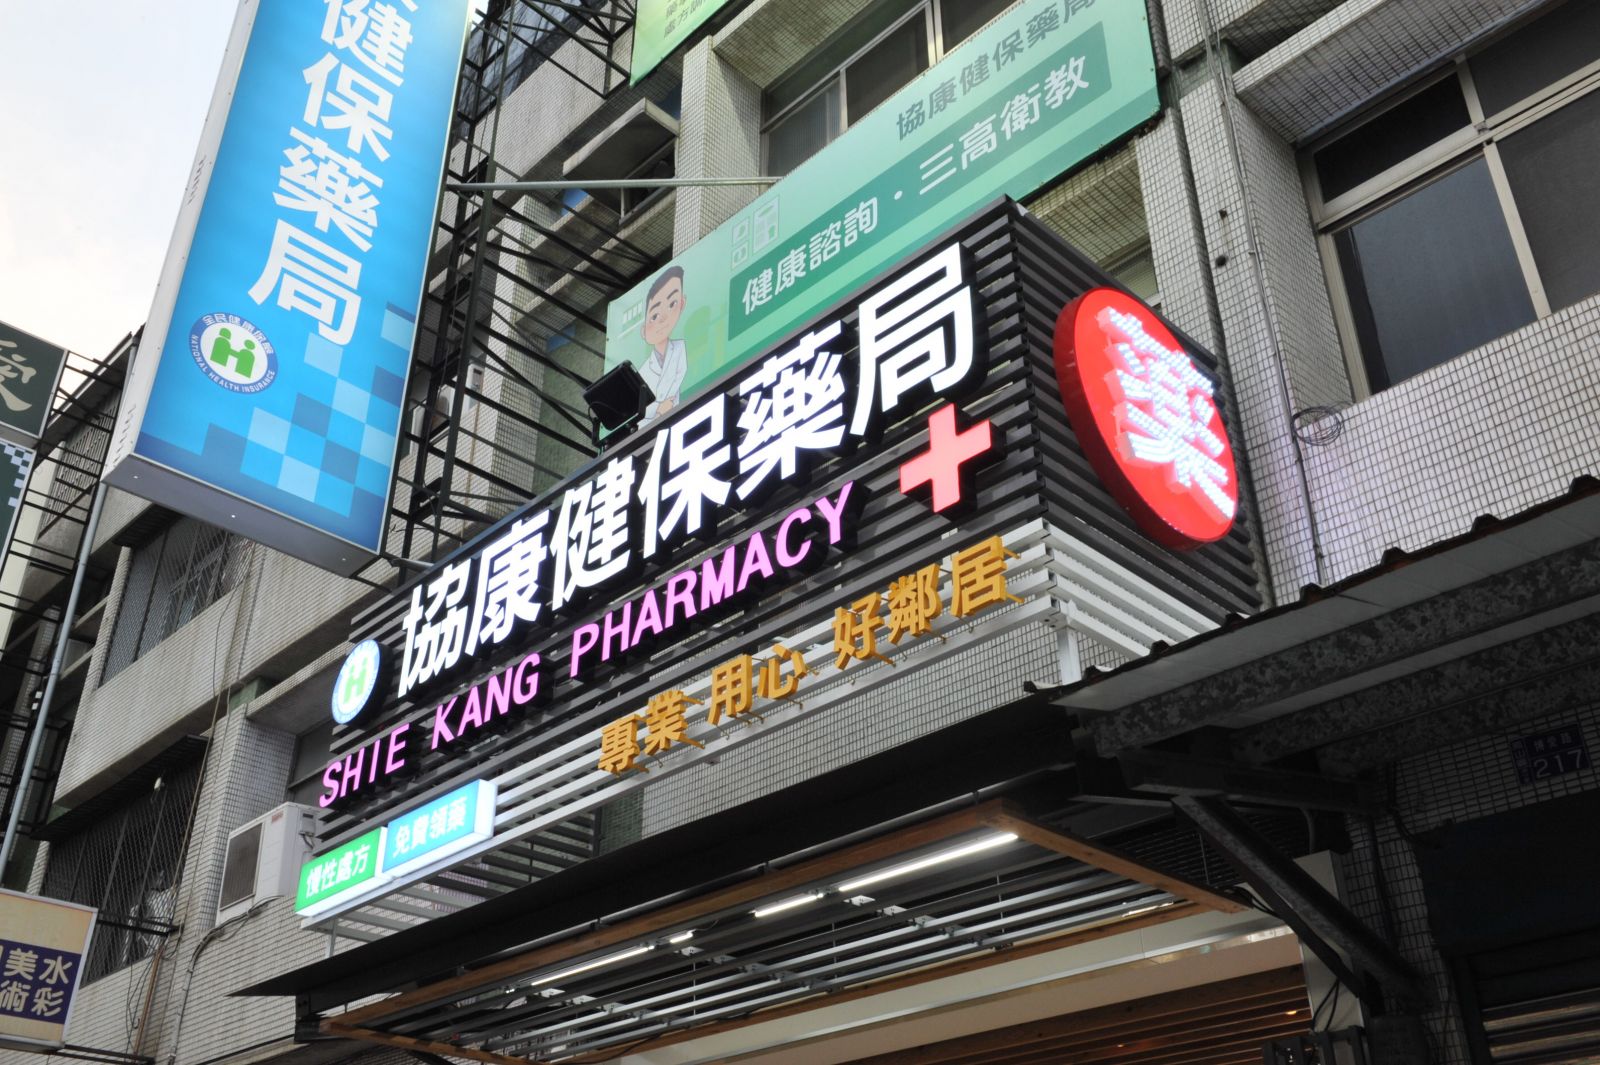 健保藥局
全民健康保險
NATIONAL HEALTH INSURANCE
協康健保藥局
健康諮詢・三高衛教
協康健保藥局
SHIE KANG PHARMACY
藥
專業 用心 好鄰居
慢性處方
免費領藥
博愛路
217
美水
術彩